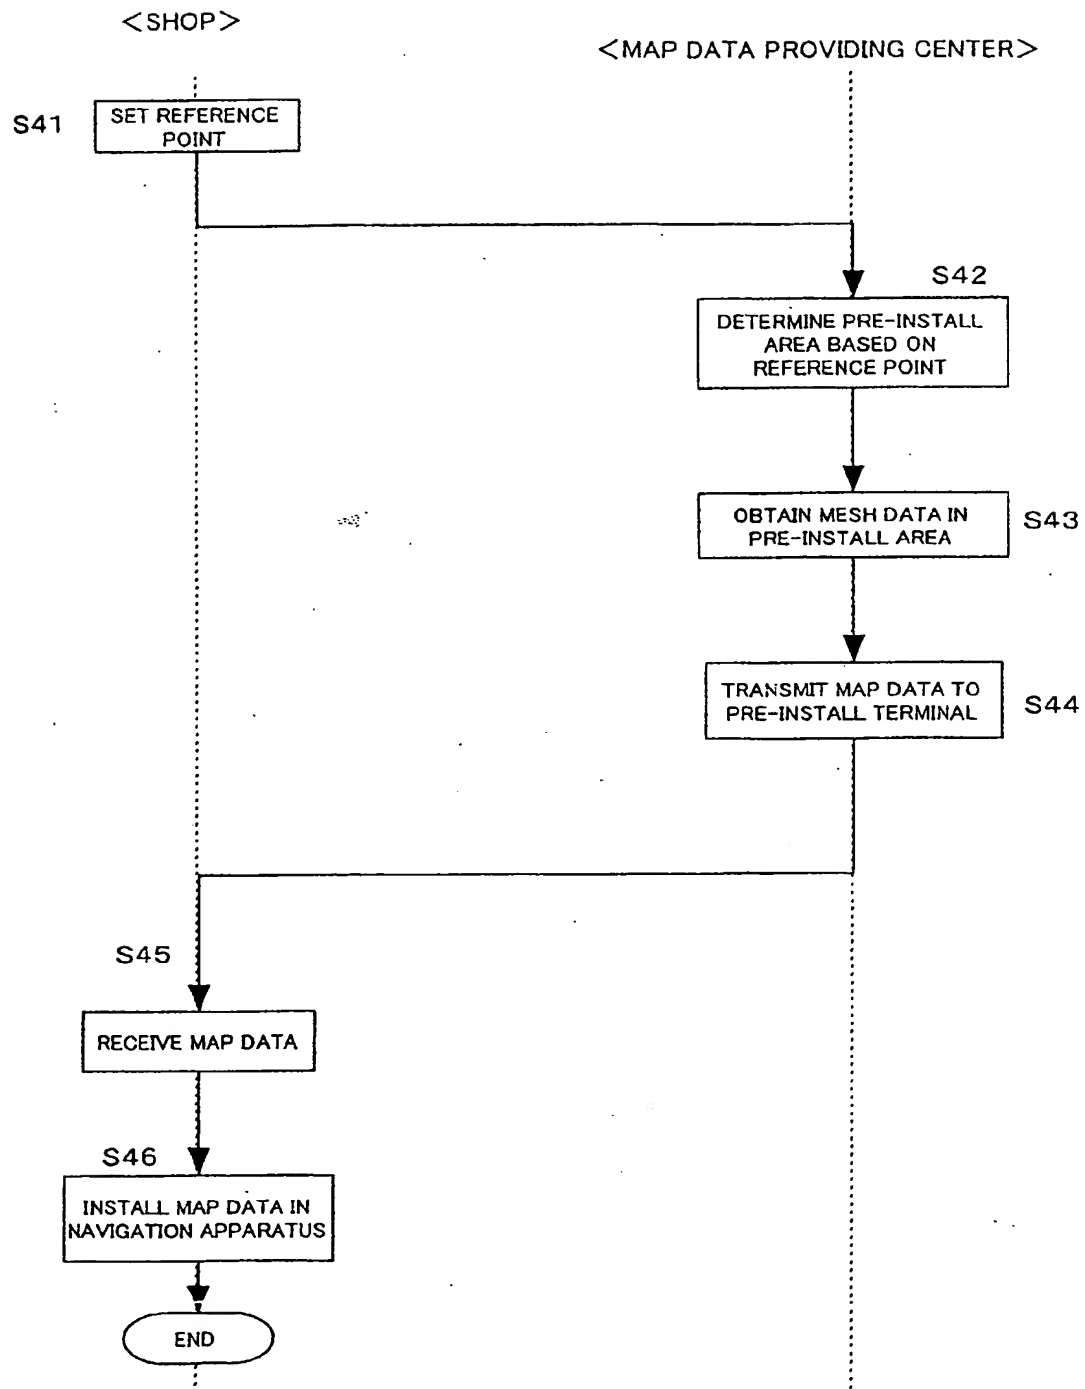 <SHOP>
<MAP DATA PROVIDING CENTER>
S41
SET REFERENCE
POINT
S42
DETERMINE PRE-INSTALL
AREA BASED ON
REFERENCE POINT
OBTAIN MESH DATA IN
PRE-INSTALL AREA
S43
TRANSMIT MAP DATA TO
PRE-INSTALL TERMINAL
S44
S45
RECEIVE MAP DATA
S46
INSTALL MAP DATA IN
NAVIGATION APPARATUS
END